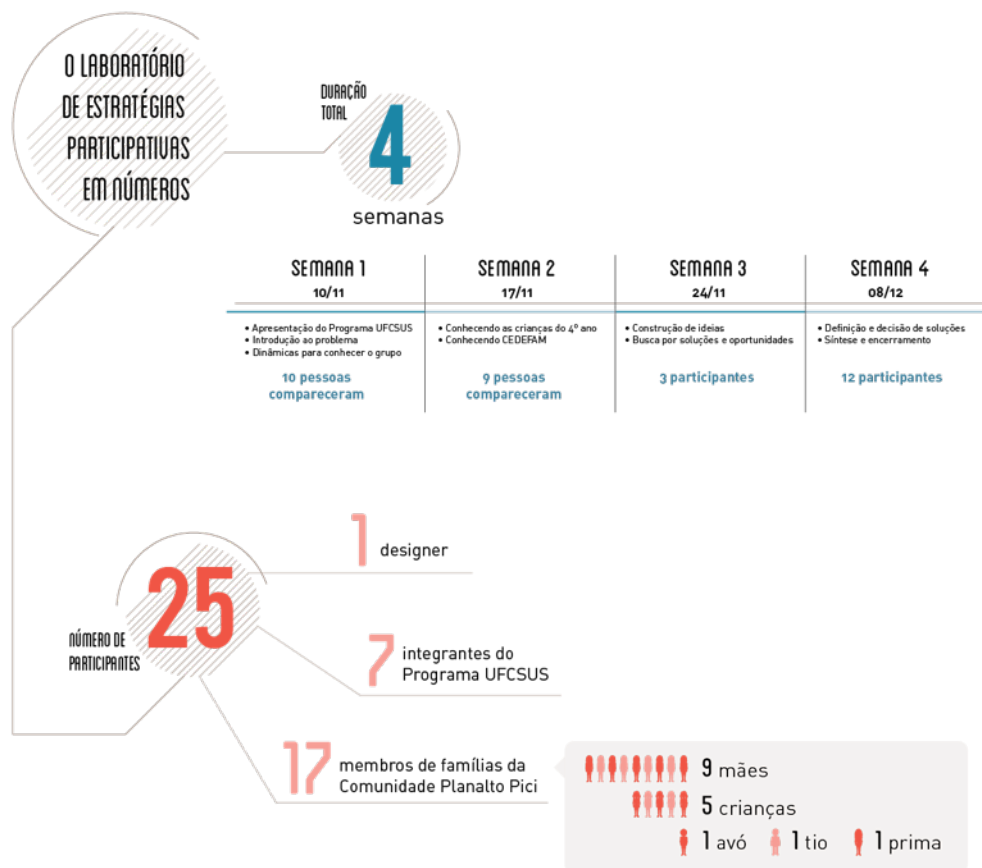 O LABORATÓRIO
DE ESTRATÉGIAS
PARTICIPATIVAS
EM NÚMEROS
DURAÇÃO
TOTAL
4
semanas
SEMANA 1
10/11
• Apresentação do Programa UFCSUS
• Introdução ao problema
• Dinâmicas para conhecer o grupo
10 pessoas
compareceram
SEMANA 2
17/11
• Conhecendo as crianças do 4º ano
• Conhecendo CEDEFAM
9 pessoas
compareceram
SEMANA 3
24/11
• Construção de ideias
• Busca por soluções e oportunidades
3 participantes
SEMANA 4
08/12
• Definição e decisão de soluções
• Síntese e encerramento
12 participantes
25
NÚMERO DE
PARTICIPANTES
1 designer
7 integrantes do
Programa UFCSUS
17 membros de famílias da
Comunidade Planalto Pici
9 mães
5 crianças
1 avó 1 tio 1 prima